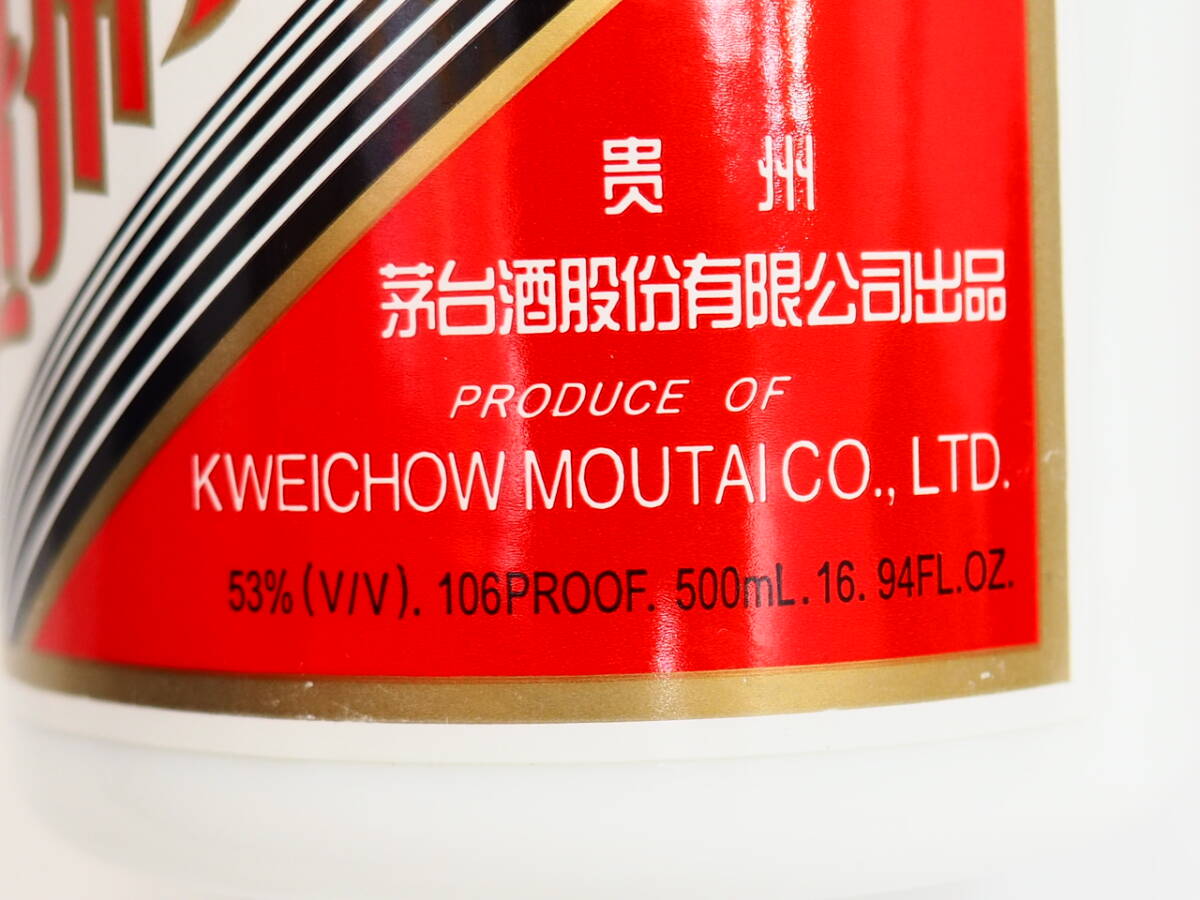 贵 州
茅台酒股份有限公司出品
PRODUCE OF
KWEICHOW MOUTAI CO., LTD.
53% (V/V). 106PROOF. 500mL. 16. 94FL.OZ.